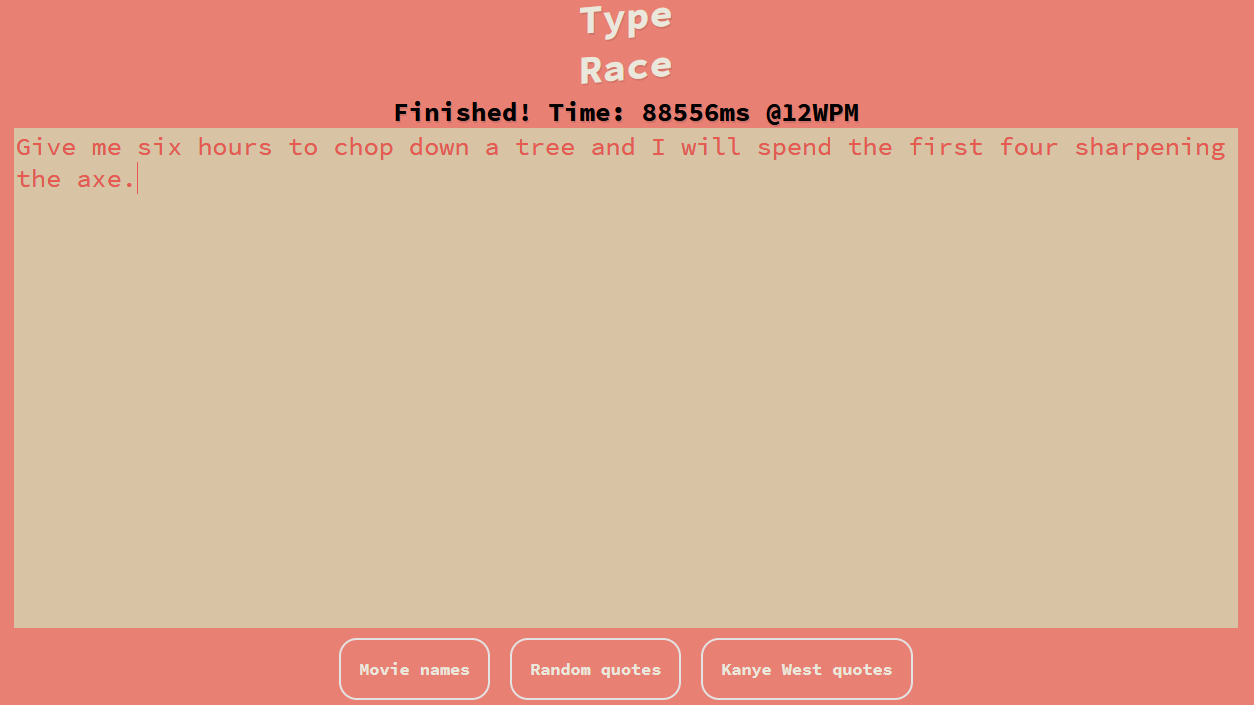 Type
Race
Finished! Time: 88556ms @12WPM
Give me six hours to chop down a tree and I will spend the first four sharpening
the axe.
Movie names
Random quotes
Kanye West quotes